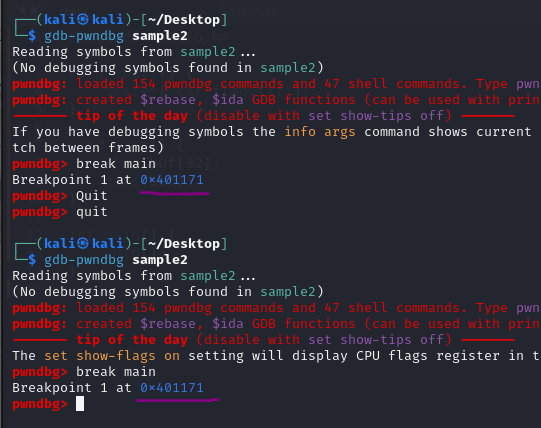 ┌──(kali㉿kali)-[~/Desktop]
└─$ gdb-pwndbg sample2
Reading symbols from sample2...
(No debugging symbols found in sample2)
pwndbg: loaded 154 pwndbg commands and 47 shell commands. Type pwn
pwndbg: created $rebase, $ida GDB functions (can be used with prin
------- tip of the day (disable with set show-tips off) -------
If you have debugging symbols the info args command shows current
tch between frames)
pwndbg> break main
Breakpoint 1 at 0×401171
pwndbg> Quit
pwndbg> quit
┌──(kali㉿kali)-[~/Desktop]
└─$ gdb-pwndbg sample2
Reading symbols from sample2...
(No debugging symbols found in sample2)
pwndbg: loaded 154 pwndbg commands and 47 shell commands. Type pwn
pwndbg: created $rebase, $ida GDB functions (can be used with prin
------- tip of the day (disable with set show-tips off) -------
The set show-flags on setting will display CPU flags register in t
pwndbg> break main
Breakpoint 1 at 0×401171
pwndbg>